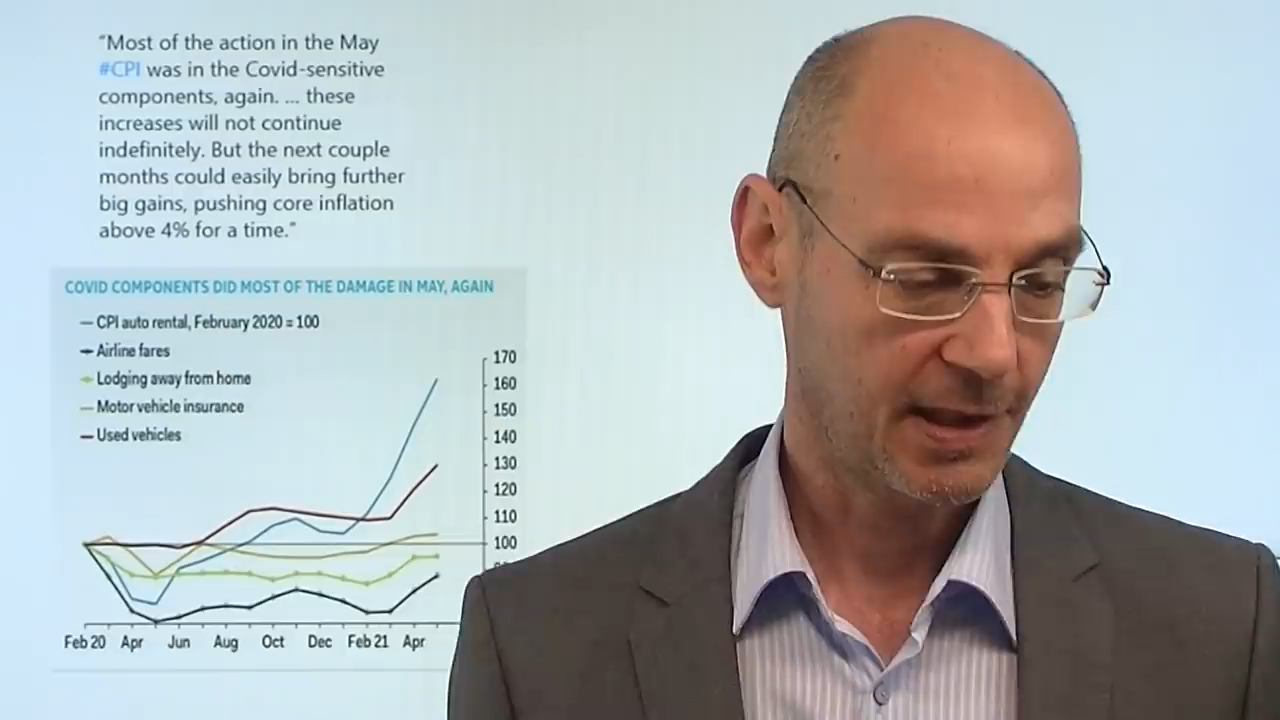 “Most of the action in the May
#CPI was in the Covid-sensitive
components, again. ... these
increases will not continue
indefinitely. But the next couple
months could easily bring further
big gains, pushing core inflation
above 4% for a time.”
COVID COMPONENTS DID MOST OF THE DAMAGE IN MAY, AGAIN
CPI auto rental, February 2020 = 100
Airline fares
Lodging away from home
Motor vehicle insurance
Used vehicles
170
160
150
140
130
120
110
100
Feb 20 Apr Jun Aug Oct Dec Feb 21 Apr